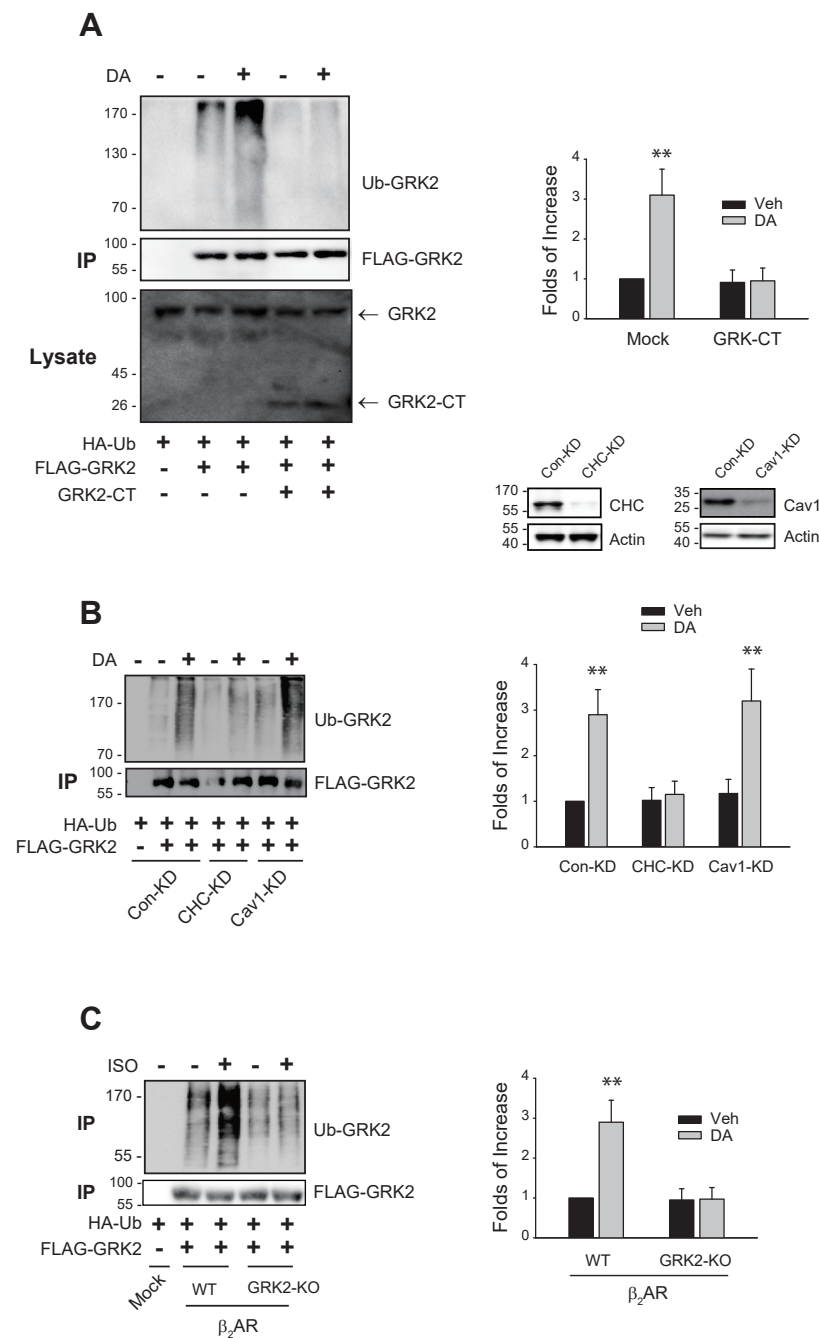 A
DA - - + - +
170 -
130 -
70 -
Ub-GRK2
IP
100 -
55 -
FLAG-GRK2
Lysate
100 -
45 -
26 -
← GRK2
← GRK2-CT
HA-Ub + + + + +
FLAG-GRK2 - + + + +
GRK2-CT - - - + +
Folds of Increase
4
3
2
1
0
**
Veh
DA
Mock GRK-CT
Con-KD CHC-KD
170 -
55 -
CHC
55 -
40 -
Actin
Con-KD Cav1-KD
35 -
25 -
Cav1
55 -
40 -
Actin
B
DA - - + - + - +
170 -
70 -
Ub-GRK2
IP
100 -
55 -
FLAG-GRK2
HA-Ub + + + + + + +
FLAG-GRK2 - + + + + + +
Con-KD CHC-KD Cav1-KD
Veh
DA
Folds of Increase
4
3
2
1
0
** **
Con-KD CHC-KD Cav1-KD
C
ISO - - + - +
IP
170 -
55 -
Ub-GRK2
IP
100 -
55
FLAG-GRK2
HA-Ub + + + + +
FLAG-GRK2 - + + + +
Mock WT GRK2-KO
β₂AR
Folds of Increase
4
3
2
1
0
**
Veh
DA
WT GRK2-KO
β₂AR